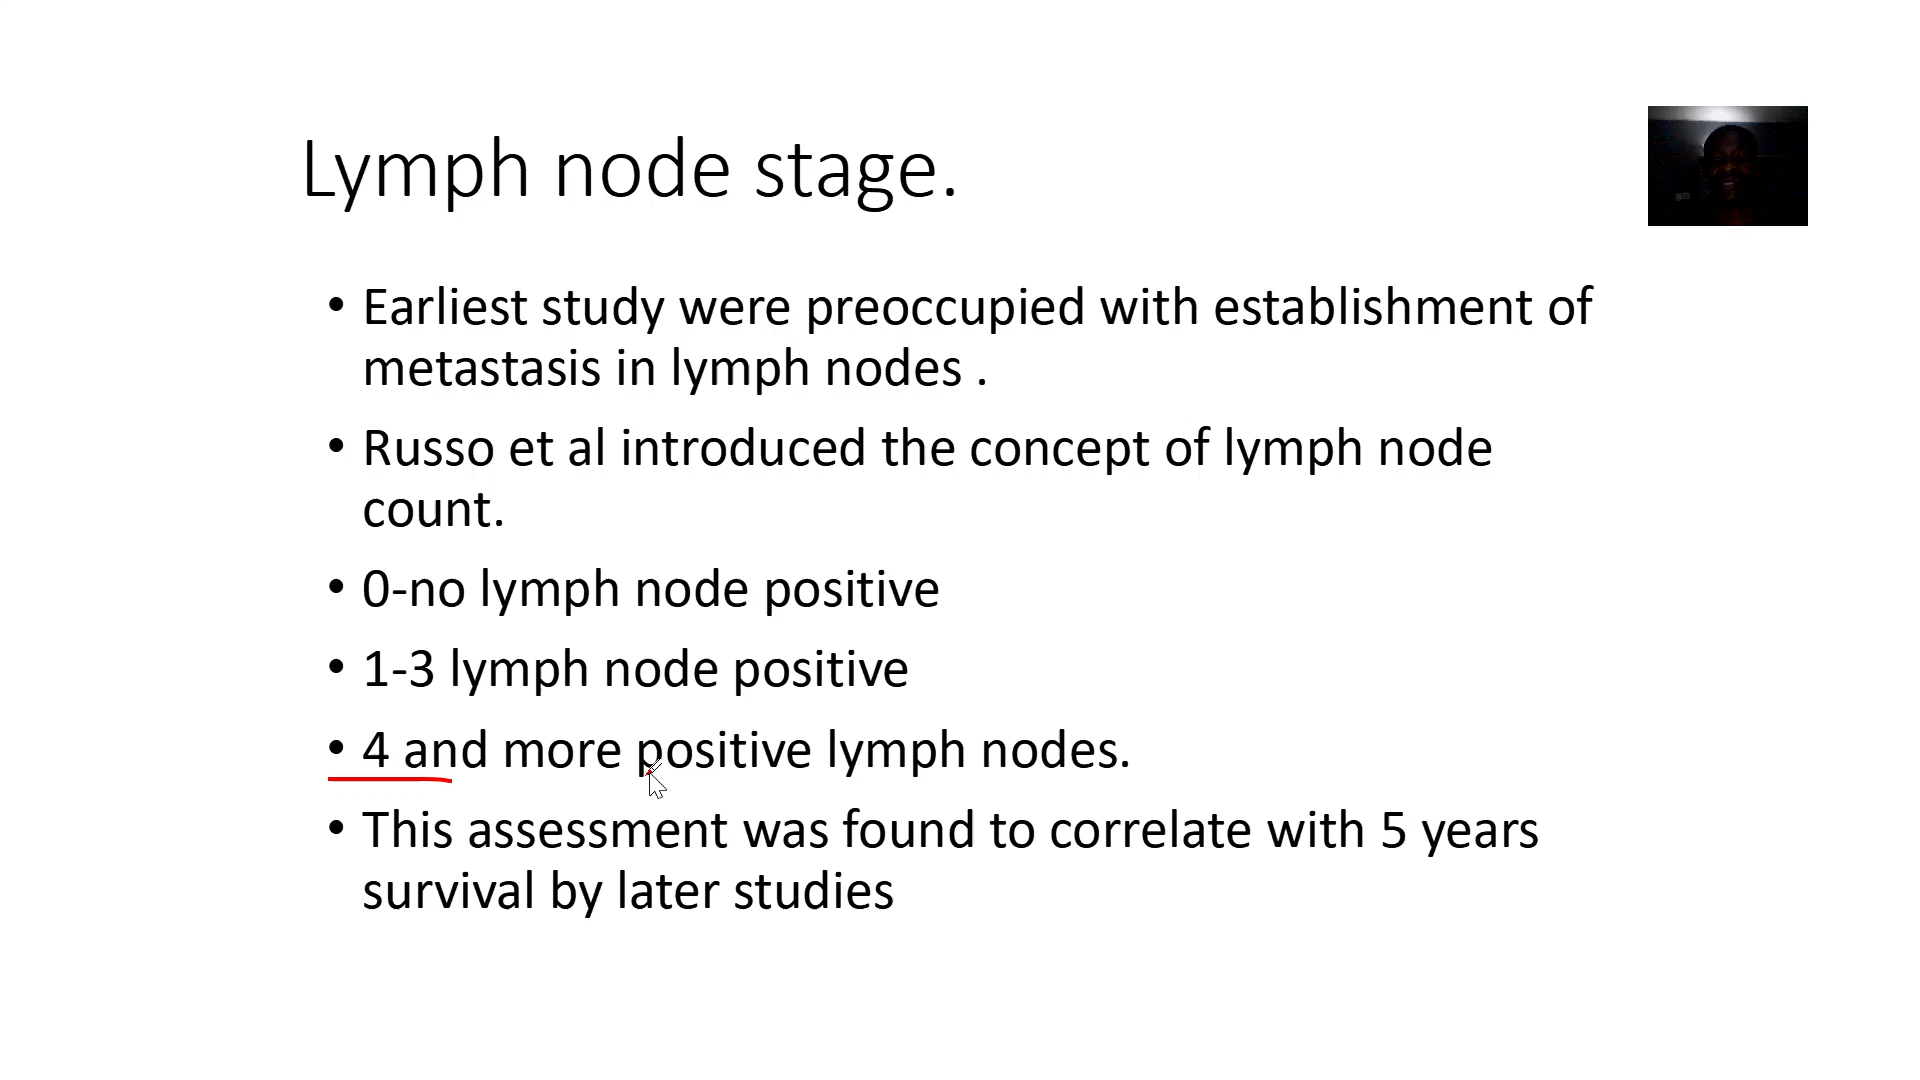 Lymph node stage.
• Earliest study were preoccupied with establishment of
metastasis in lymph nodes .
• Russo et al introduced the concept of lymph node
count.
• 0-no lymph node positive
• 1-3 lymph node positive
• 4 and more positive lymph nodes.
• This assessment was found to correlate with 5 years
survival by later studies